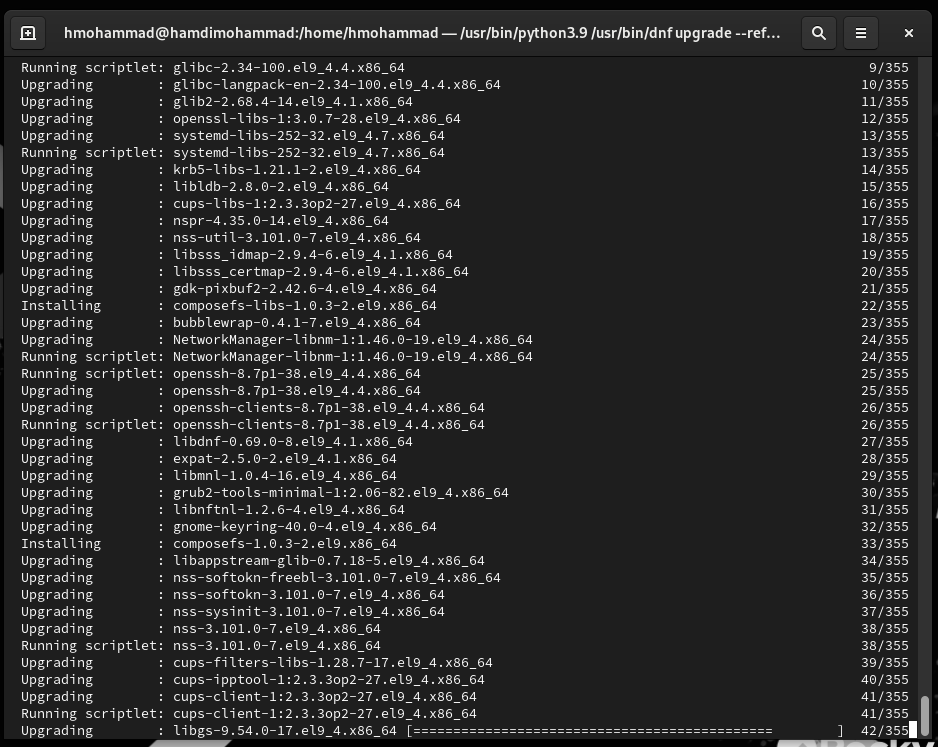 hmohammad@hamdimohammad:/home/hmohammad — /usr/bin/python3.9 /usr/bin/dnf upgrade --ref...
Running scriptlet: glibc-2.34-100.el9_4.4.x86_64 9/355
Upgrading : glibc-langpack-en-2.34-100.el9_4.4.x86_64 10/355
Upgrading : glib2-2.68.4-14.el9_4.1.x86_64 11/355
Upgrading : openssl-libs-1:3.0.7-28.el9_4.x86_64 12/355
Upgrading : systemd-libs-252-32.el9_4.7.x86_64 13/355
Running scriptlet: systemd-libs-252-32.el9_4.7.x86_64 13/355
Upgrading : krb5-libs-1.21.1-2.el9_4.x86_64 14/355
Upgrading : libldb-2.8.0-2.el9_4.x86_64 15/355
Upgrading : cups-libs-1:2.3.3op2-27.el9_4.x86_64 16/355
Upgrading : nspr-4.35.0-14.el9_4.x86_64 17/355
Upgrading : nss-util-3.101.0-7.el9_4.x86_64 18/355
Upgrading : libsss_idmap-2.9.4-6.el9_4.1.x86_64 19/355
Upgrading : libsss_certmap-2.9.4-6.el9_4.1.x86_64 20/355
Upgrading : gdk-pixbuf2-2.42.6-4.el9_4.x86_64 21/355
Installing : composefs-libs-1.0.3-2.el9.x86_64 22/355
Upgrading : bubblewrap-0.4.1-7.el9_4.x86_64 23/355
Upgrading : NetworkManager-libnm-1:1.46.0-19.el9_4.x86_64 24/355
Running scriptlet: NetworkManager-libnm-1:1.46.0-19.el9_4.x86_64 24/355
Running scriptlet: openssh-8.7p1-38.el9_4.4.x86_64 25/355
Upgrading : openssh-8.7p1-38.el9_4.4.x86_64 25/355
Upgrading : openssh-clients-8.7p1-38.el9_4.4.x86_64 26/355
Running scriptlet: openssh-clients-8.7p1-38.el9_4.4.x86_64 26/355
Upgrading : libdnf-0.69.0-8.el9_4.1.x86_64 27/355
Upgrading : expat-2.5.0-2.el9_4.1.x86_64 28/355
Upgrading : libmnl-1.0.4-16.el9_4.x86_64 29/355
Upgrading : grub2-tools-minimal-1:2.06-82.el9_4.x86_64 30/355
Upgrading : libnftnl-1.2.6-4.el9_4.x86_64 31/355
Upgrading : gnome-keyring-40.0-4.el9_4.x86_64 32/355
Installing : composefs-1.0.3-2.el9.x86_64 33/355
Upgrading : libappstream-glib-0.7.18-5.el9_4.x86_64 34/355
Upgrading : nss-softokn-freebl-3.101.0-7.el9_4.x86_64 35/355
Upgrading : nss-softokn-3.101.0-7.el9_4.x86_64 36/355
Upgrading : nss-sysinit-3.101.0-7.el9_4.x86_64 37/355
Upgrading : nss-3.101.0-7.el9_4.x86_64 38/355
Running scriptlet: nss-3.101.0-7.el9_4.x86_64 38/355
Upgrading : cups-filters-libs-1.28.7-17.el9_4.x86_64 39/355
Upgrading : cups-ipptool-1:2.3.3op2-27.el9_4.x86_64 40/355
Upgrading : cups-client-1:2.3.3op2-27.el9_4.x86_64 41/355
Running scriptlet: cups-client-1:2.3.3op2-27.el9_4.x86_64 41/355
Upgrading : libgs-9.54.0-17.el9_4.x86_64 [===================================================== ] 42/355